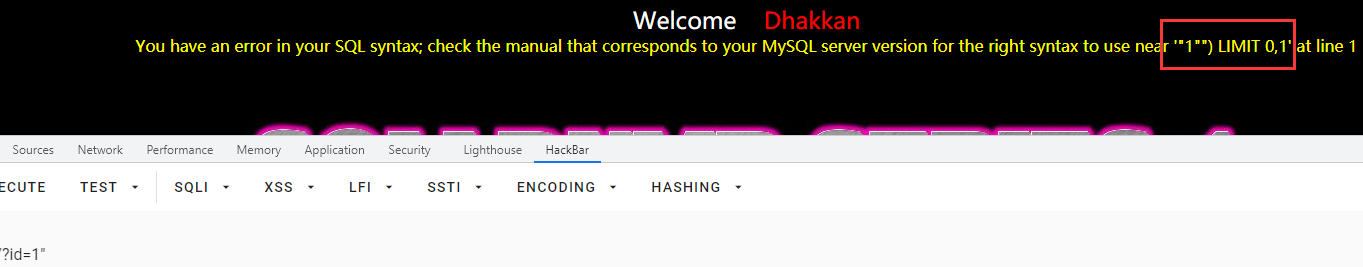 Welcome Dhakkan
You have an error in your SQL syntax; check the manual that corresponds to your MySQL server version for the right syntax to use near '"1"") LIMIT 0,1' at line 1
Sources Network Performance Memory Application Security Lighthouse HackBar
ECUTE TEST SQLI XSS LFI SSTI ENCODING HASHING
/?id=1"